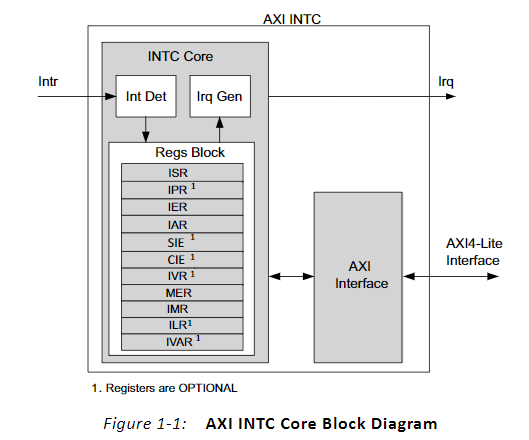 AXI INTC
INTC Core
Intr
Int Det
Irq Gen
Irq
Regs Block
ISR
IPR 1
IER
IAR
SIE 1
CIE 1
IVR 1
MER
IMR
ILR1
IVAR 1
AXI
Interface
AXI4-Lite
Interface
1. Registers are OPTIONAL
Figure 1-1: AXI INTC Core Block Diagram